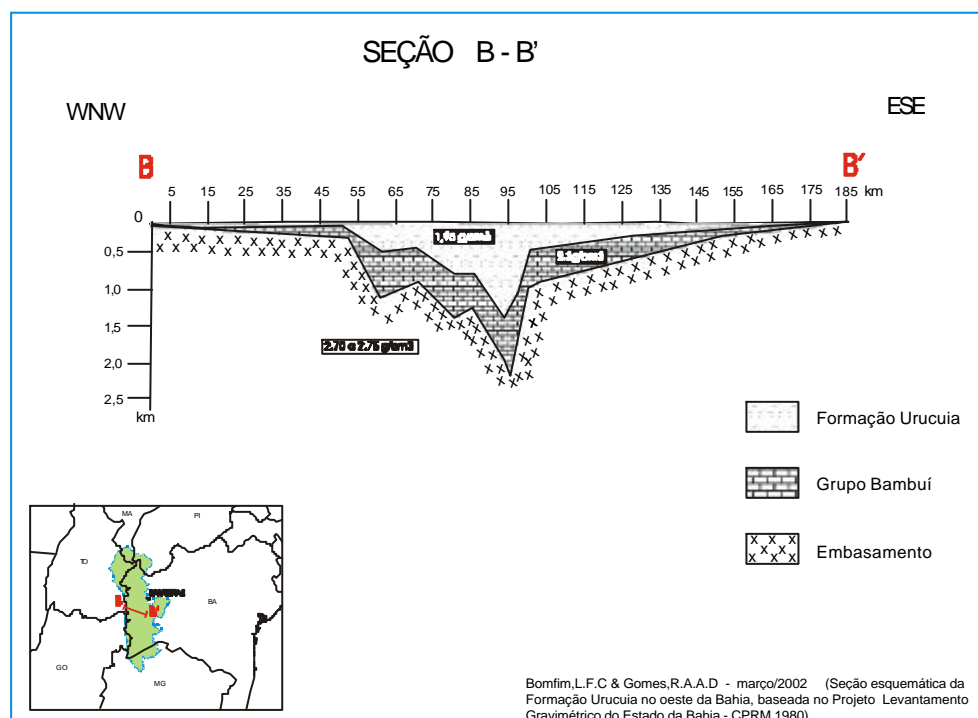 SEÇÃO B - B'
WNW
ESE
B
B'
5 15 25 35 45 55 65 75 85 95 105 115 125 135 145 155 165 175 185 km
0
0,5
1,0
1,5
2,0
2,5
km
2.70 a 2.75 g/cm3
Formação Urucuia
Grupo Bambuí
Embasamento
MA
PI
TO
BA
B
B'
GO
MG
Bomfim,L.F.C & Gomes,R.A.A.D - março/2002 (Seção esquemática da
Formação Urucuia no oeste da Bahia, baseada no Projeto Levantamento
Gravimétrico do Estado da Bahia - CPRM 1980)